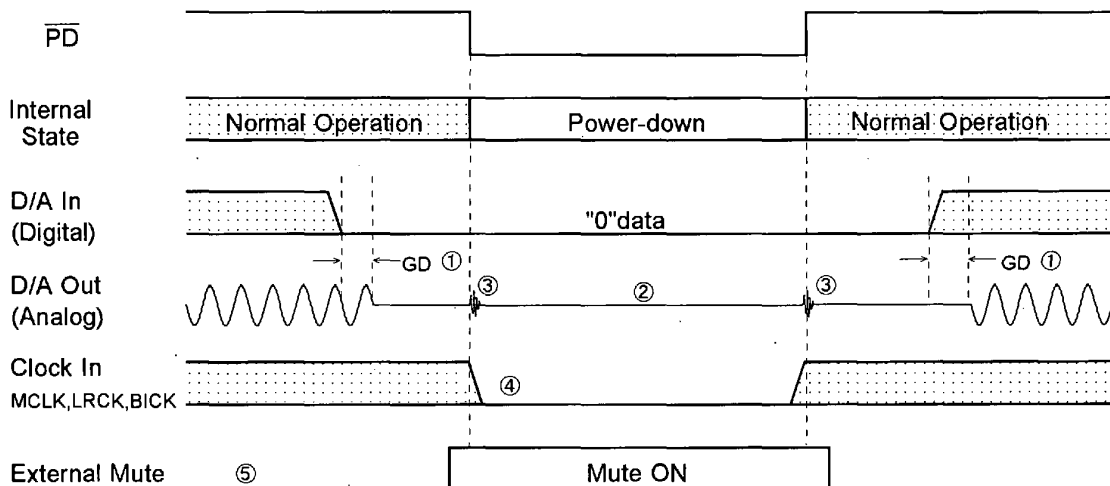 PD
Internal State
Normal Operation
Power-down
Normal Operation
D/A In
(Digital)
"0"data
GD ①
GD ①
D/A Out
(Analog)
③
②
③
Clock In
MCLK,LRCK,BICK
④
External Mute
⑤
Mute ON